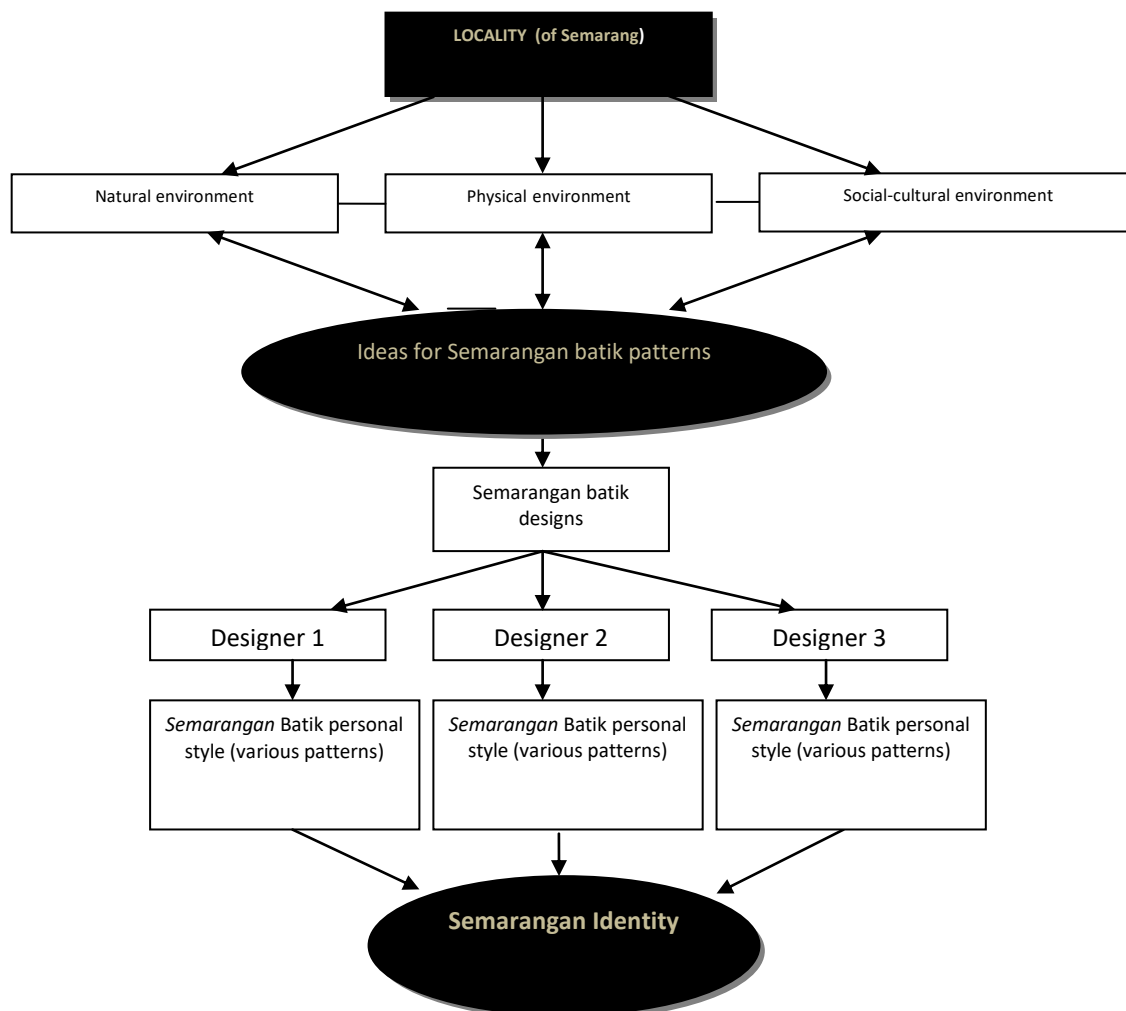 LOCALITY (of Semarang)
Natural environment
Physical environment
Social-cultural environment
Ideas for Semarangan batik patterns
Semarangan batik
designs
Designer 1
Designer 2
Designer 3
Semarangan Batik personal
style (various patterns)
Semarangan Batik personal
style (various patterns)
Semarangan Batik personal
style (various patterns)
Semarangan Identity